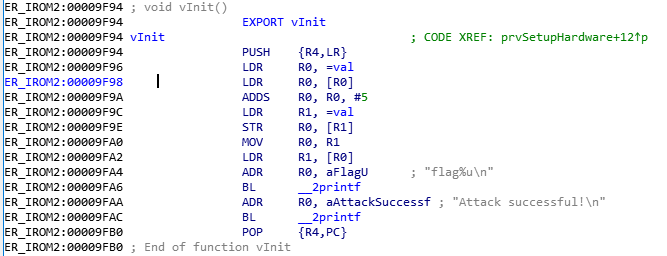 ER_IROM2:00009F94 ; void vInit()
ER_IROM2:00009F94 EXPORT vInit
ER_IROM2:00009F94 vInit ; CODE XREF: prvSetupHardware+12↑p
ER_IROM2:00009F94 PUSH {R4,LR}
ER_IROM2:00009F96 LDR R0, =val
ER_IROM2:00009F98 LDR R0, [R0]
ER_IROM2:00009F9A ADDS R0, R0, #5
ER_IROM2:00009F9C LDR R1, =val
ER_IROM2:00009F9E STR R0, [R1]
ER_IROM2:00009FA0 MOV R0, R1
ER_IROM2:00009FA2 LDR R1, [R0]
ER_IROM2:00009FA4 ADR R0, aFlagU ; "flag%u\n"
ER_IROM2:00009FA6 BL __2printf
ER_IROM2:00009FAA ADR R0, aAttackSuccessf ; "Attack successful!\n"
ER_IROM2:00009FAC BL __2printf
ER_IROM2:00009FB0 POP {R4,PC}
ER_IROM2:00009FB0 ; End of function vInit